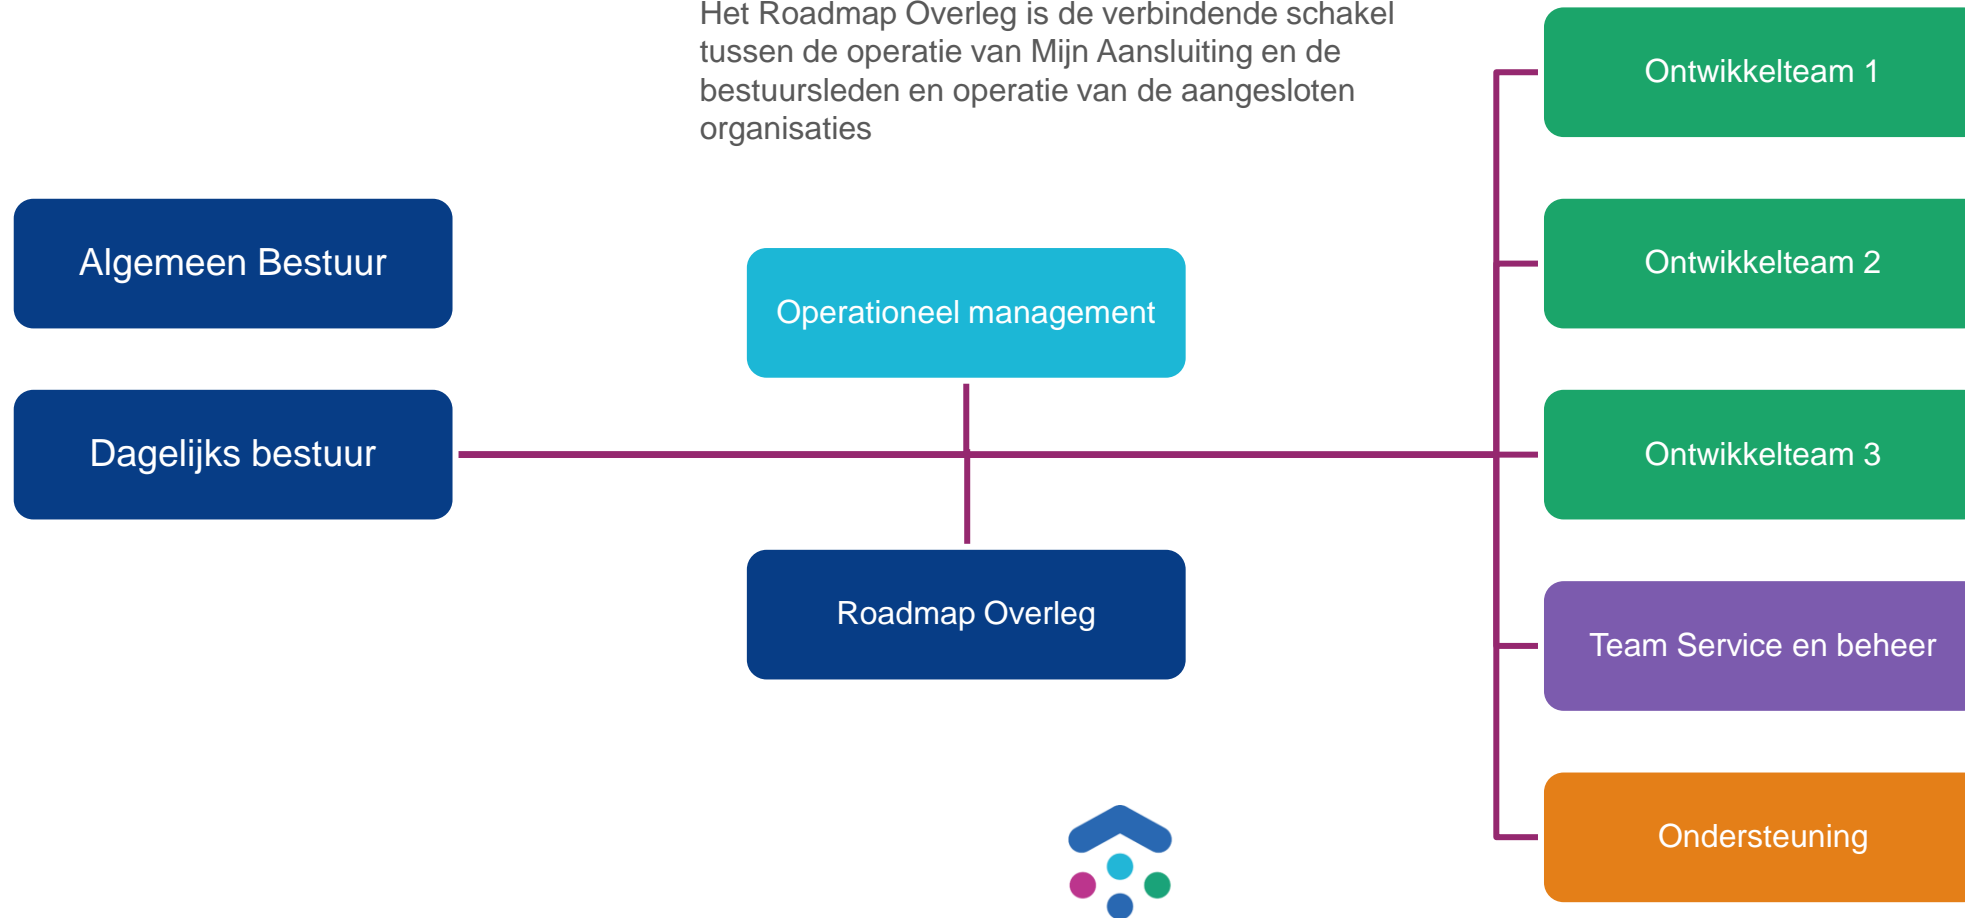 Het Roadmap Overleg is de verbindende schakel
tussen de operatie van Mijn Aansluiting en de
bestuursleden en operatie van de aangesloten
organisaties
Algemeen Bestuur
Dagelijks bestuur
Operationeel management
Roadmap Overleg
Ontwikkelteam 1
Ontwikkelteam 2
Ontwikkelteam 3
Team Service en beheer
Ondersteuning